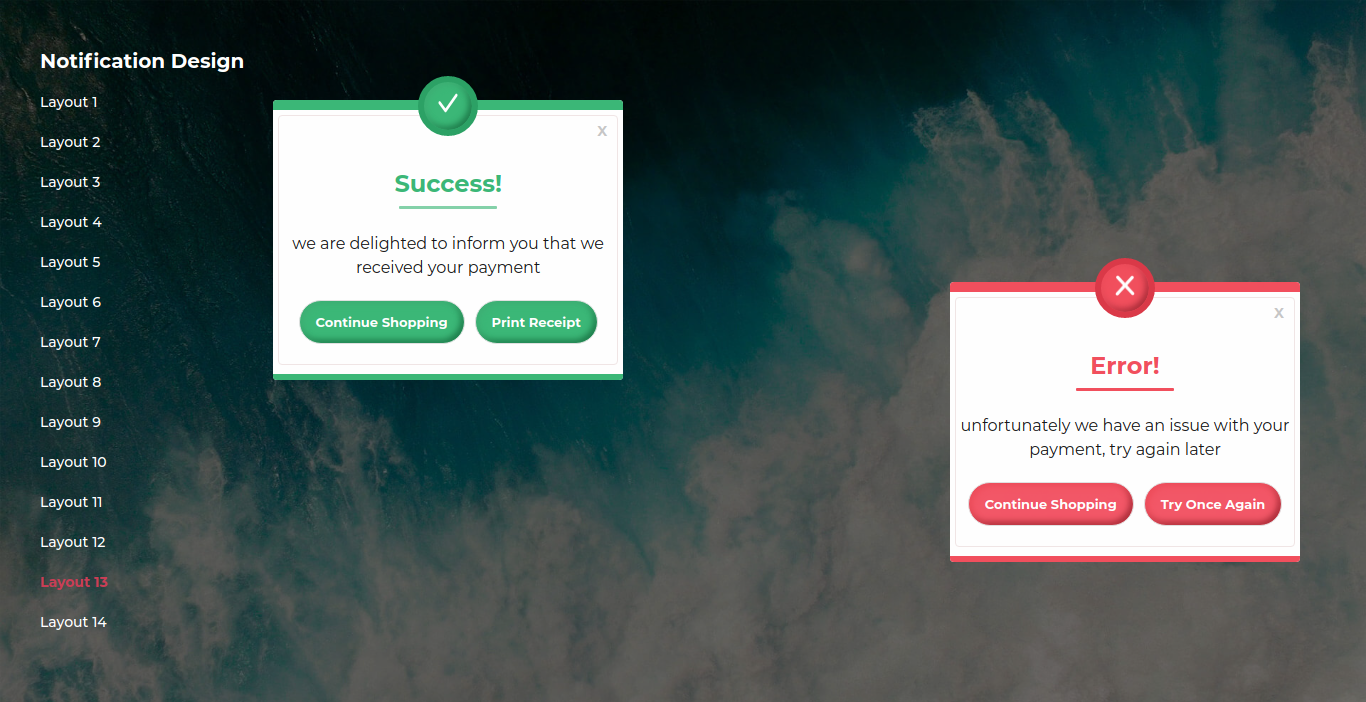 Notification Design
Layout 1
Layout 2
Layout 3
Layout 4
Layout 5
Layout 6
Layout 7
Layout 8
Layout 9
Layout 10
Layout 11
Layout 12
Layout 13
Layout 14
X
Success!
we are delighted to inform you that we
received your payment
Continue Shopping
Print Receipt
X
Error!
unfortunately we have an issue with your
payment, try again later
Continue Shopping
Try Once Again